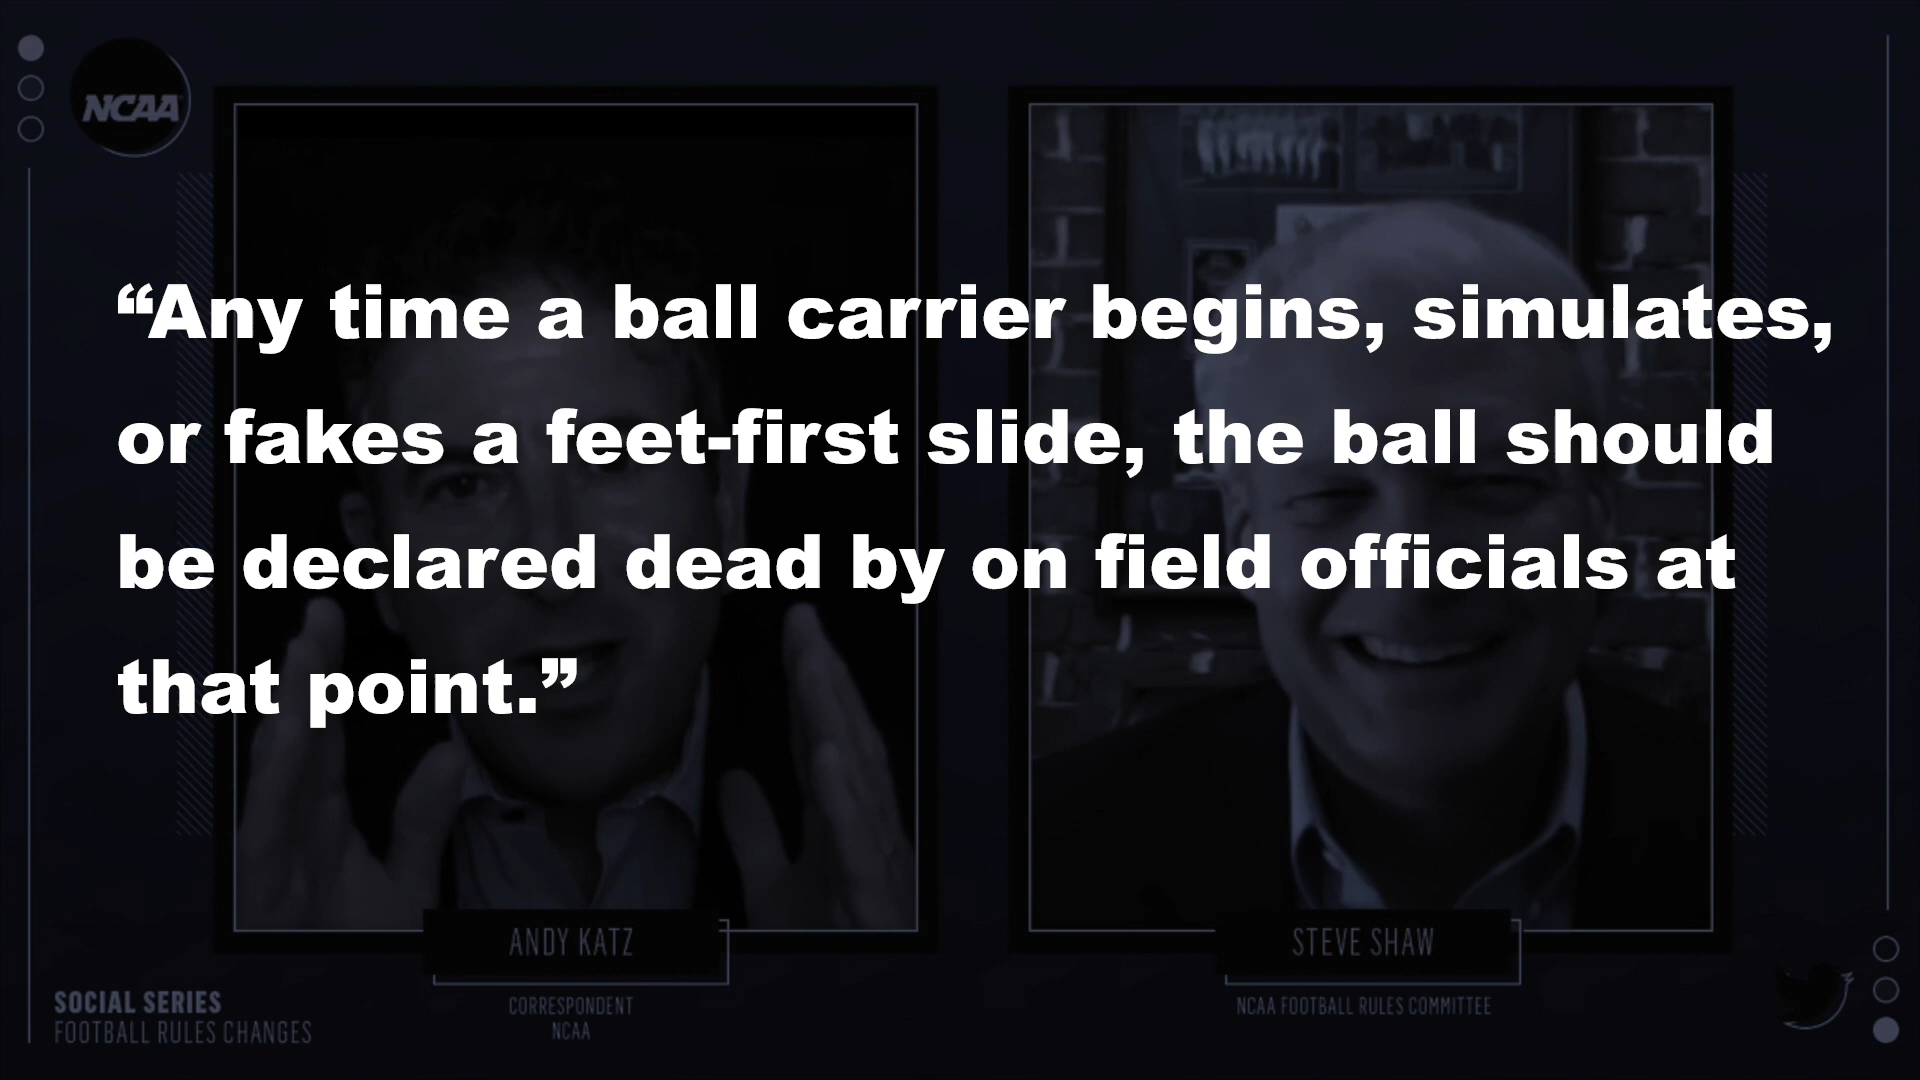 NCAA
“Any time a ball carrier begins, simulates,
or fakes a feet-first slide, the ball should
be declared dead by on field officials at
that point.”
ANDY KATZ
CORRESPONDENT
NCAA
STEVE SHAW
NCAA FOOTBALL RULES COMMITTEE
SOCIAL SERIES
FOOTBALL RULES CHANGES